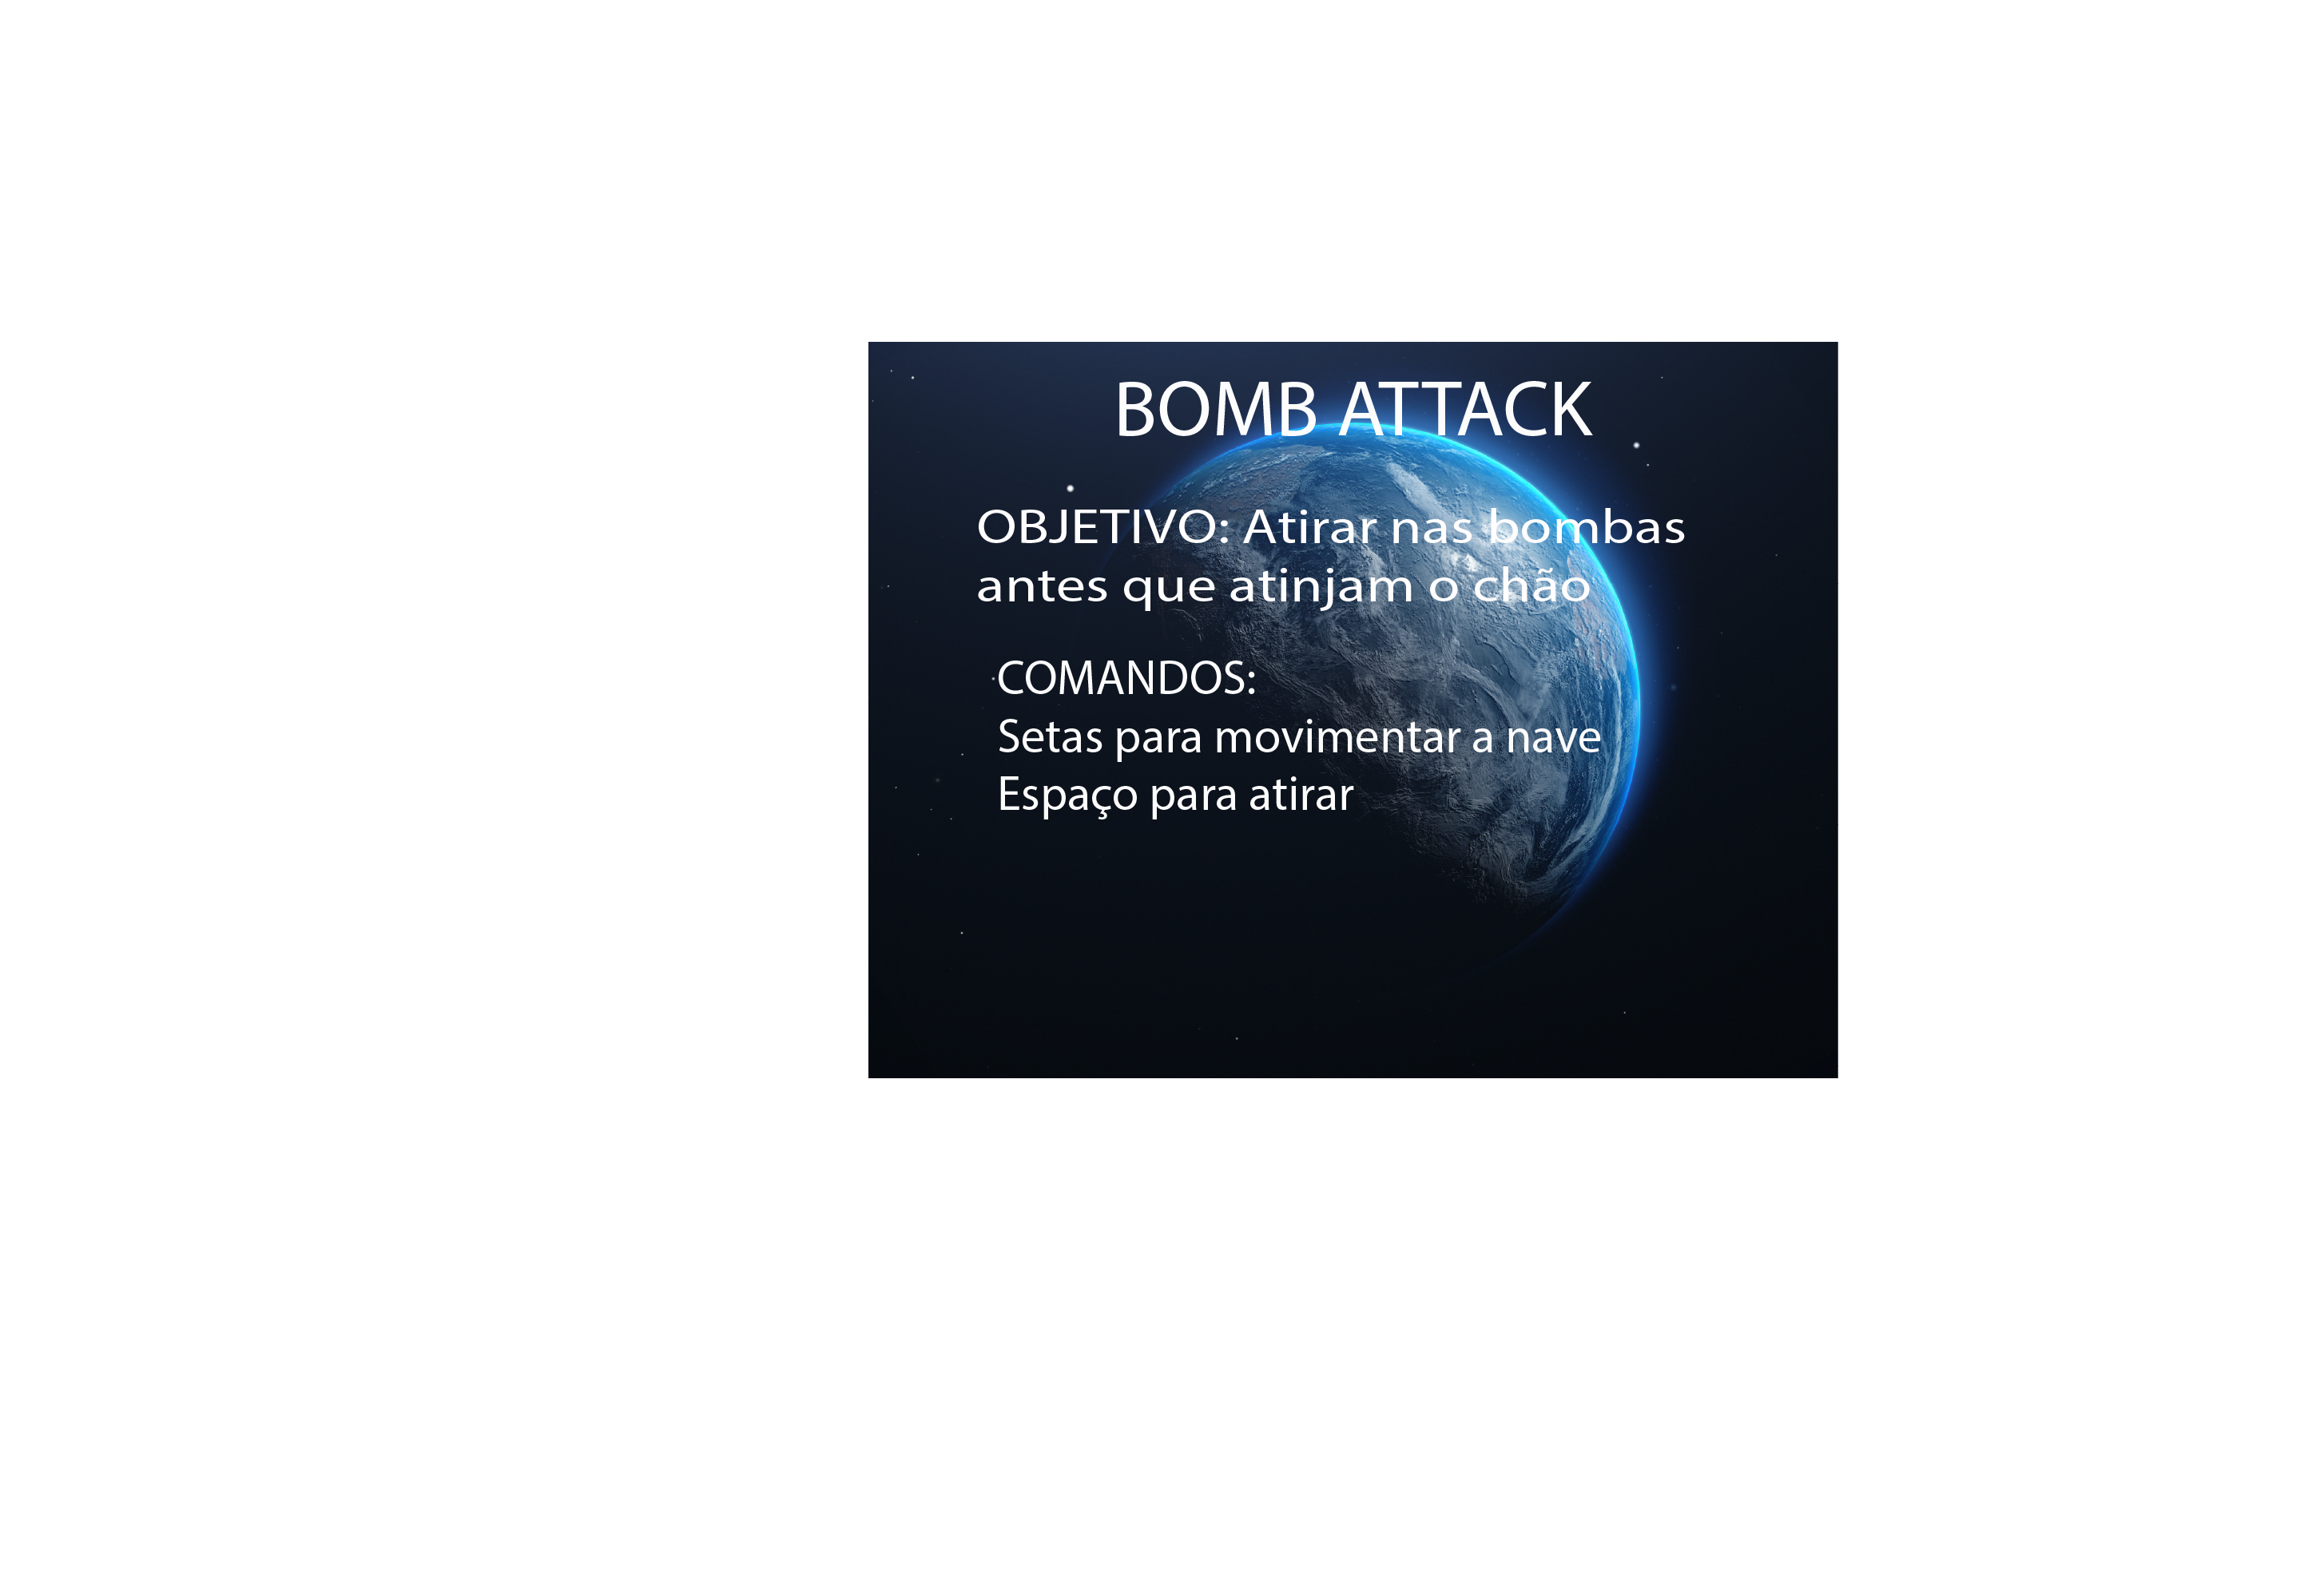 BOMB ATTACK
OBJETIVO: Atirar nas bombas
antes que atinjam o chão
COMANDOS:
Setas para movimentar a nave
Espaço para atirar